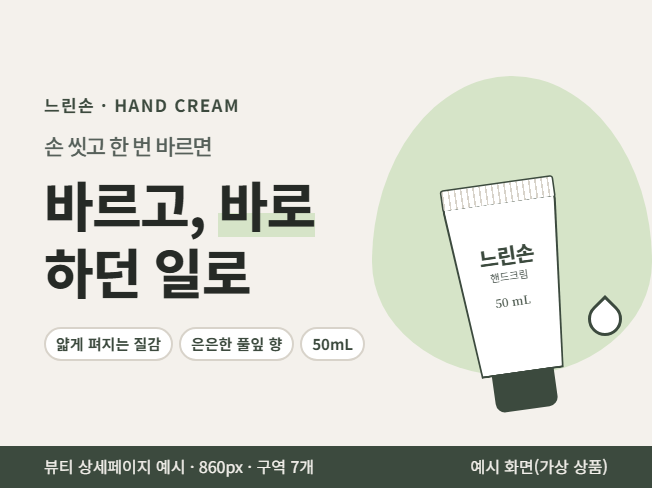 느린손 · HAND CREAM
손 씻고 한 번 바르면
바르고, 바로
하던 일로
얇게 펴지는 질감
은은한 풀잎 향
50mL
느린손
핸드크림
50 mL
뷰티 상세페이지 예시 · 860px · 구역 7개
예시 화면(가상 상품)